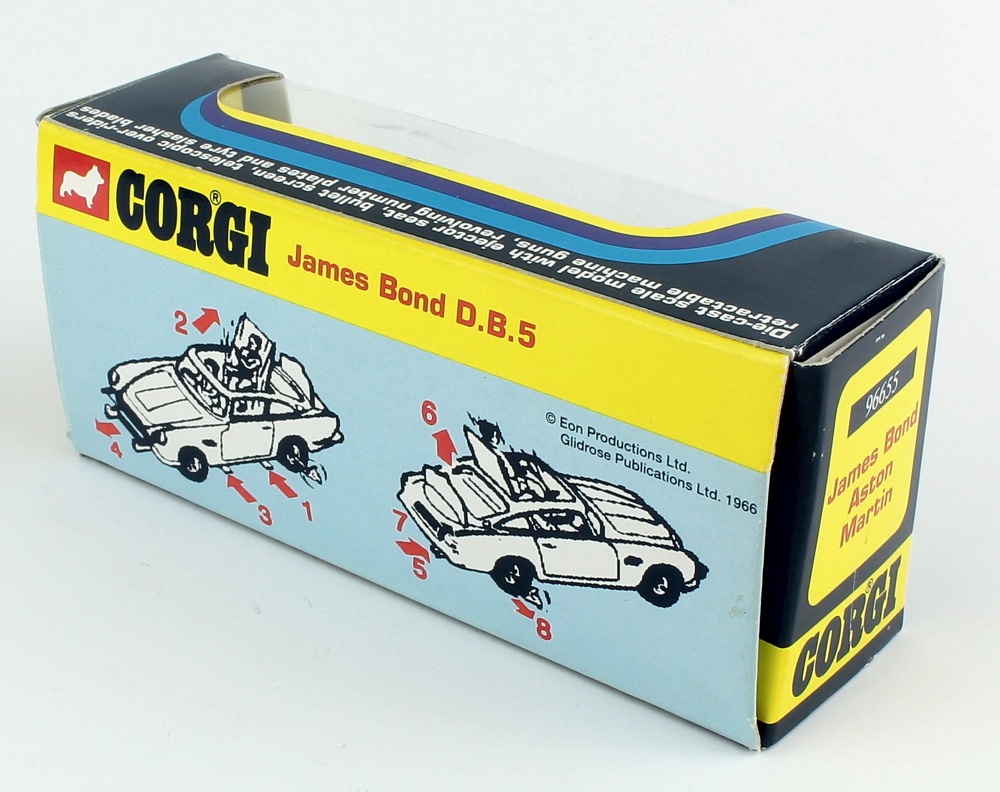 Die-cast scale model with ejector seat, bullet screen, telescopic over-riders
retractable machine guns, revolving number plates and tyre slasher blades
CORGI®
James Bond D.B.5
2
4
3
1
© Eon Productions Ltd.
Glidrose Publications Ltd. 1966
6
7
5
8
96655
James Bond
Aston
Martin
CORGI®